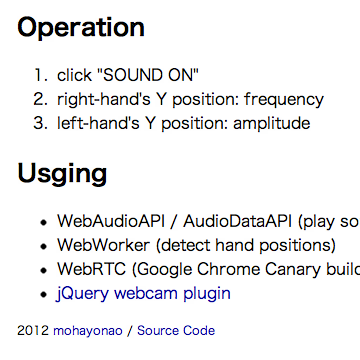 Operation
1. click "SOUND ON"
2. right-hand's Y position: frequency
3. left-hand's Y position: amplitude
Usging
• WebAudioAPI / AudioDataAPI (play so
• WebWorker (detect hand positions)
• WebRTC (Google Chrome Canary build
• jQuery webcam plugin
2012 mohayonao / Source Code